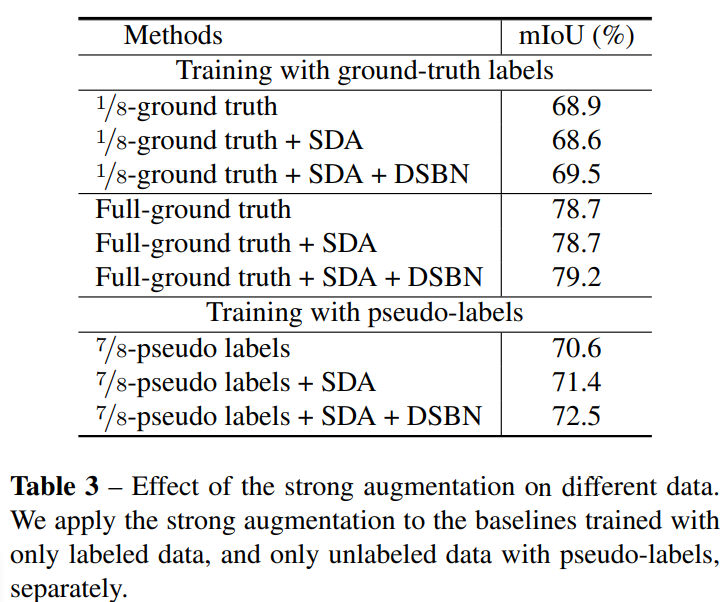 Methods mIoU (%)
Training with ground-truth labels
1/8-ground truth 68.9
1/8-ground truth + SDA 68.6
1/8-ground truth + SDA + DSBN 69.5
Full-ground truth 78.7
Full-ground truth + SDA 78.7
Full-ground truth + SDA + DSBN 79.2
Training with pseudo-labels
7/8-pseudo labels 70.6
7/8-pseudo labels + SDA 71.4
7/8-pseudo labels + SDA + DSBN 72.5
Table 3 – Effect of the strong augmentation on different data.
We apply the strong augmentation to the baselines trained with
only labeled data, and only unlabeled data with pseudo-labels,
separately.